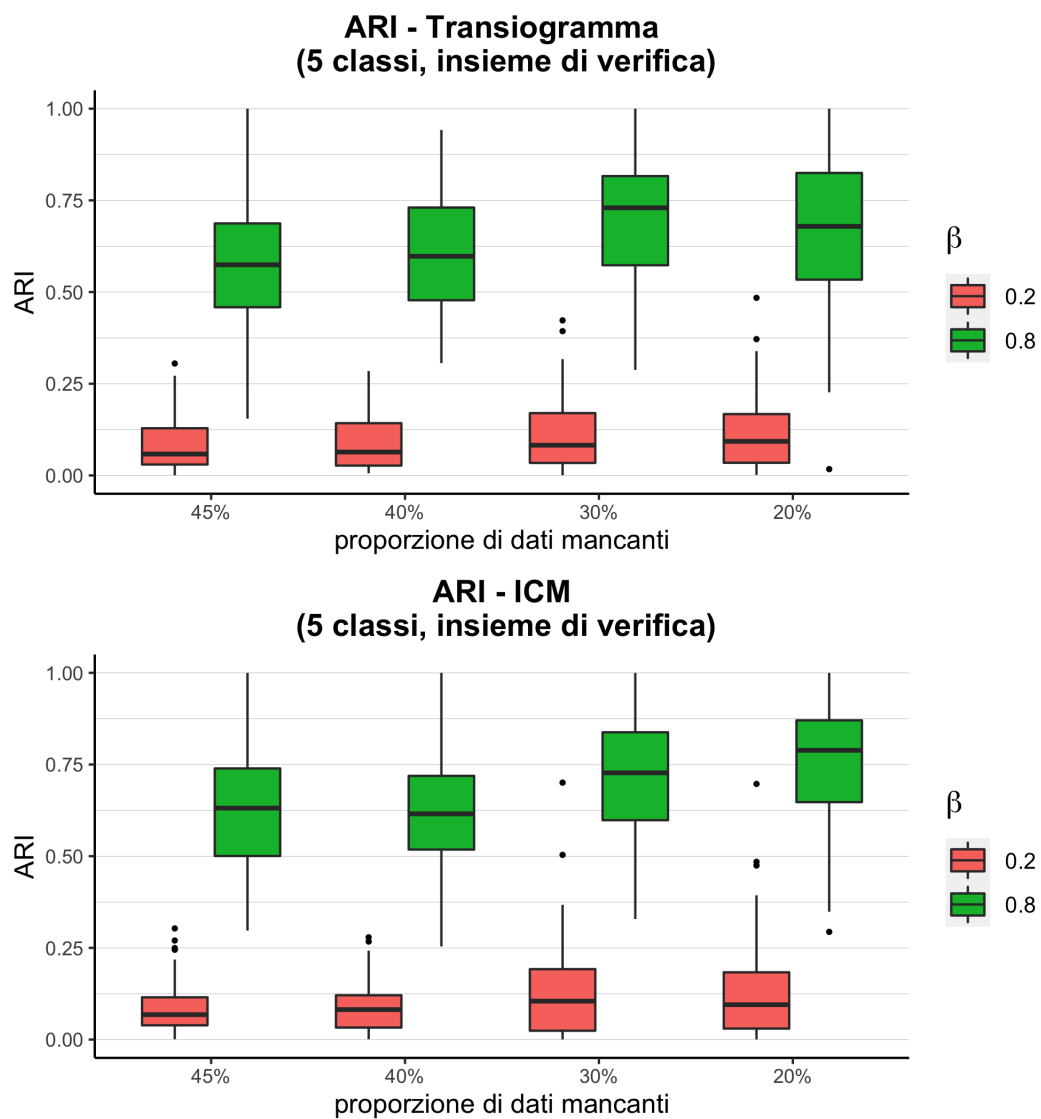 ARI - Transiogramma
(5 classi, insieme di verifica)
1.00
0.75
0.50
0.25
0.00
ARI
45%
40%
30%
20%
proporzione di dati mancanti
β
0.2
0.8
ARI - ICM
(5 classi, insieme di verifica)
1.00
0.75
0.50
0.25
0.00
ARI
45%
40%
30%
20%
proporzione di dati mancanti
β
0.2
0.8